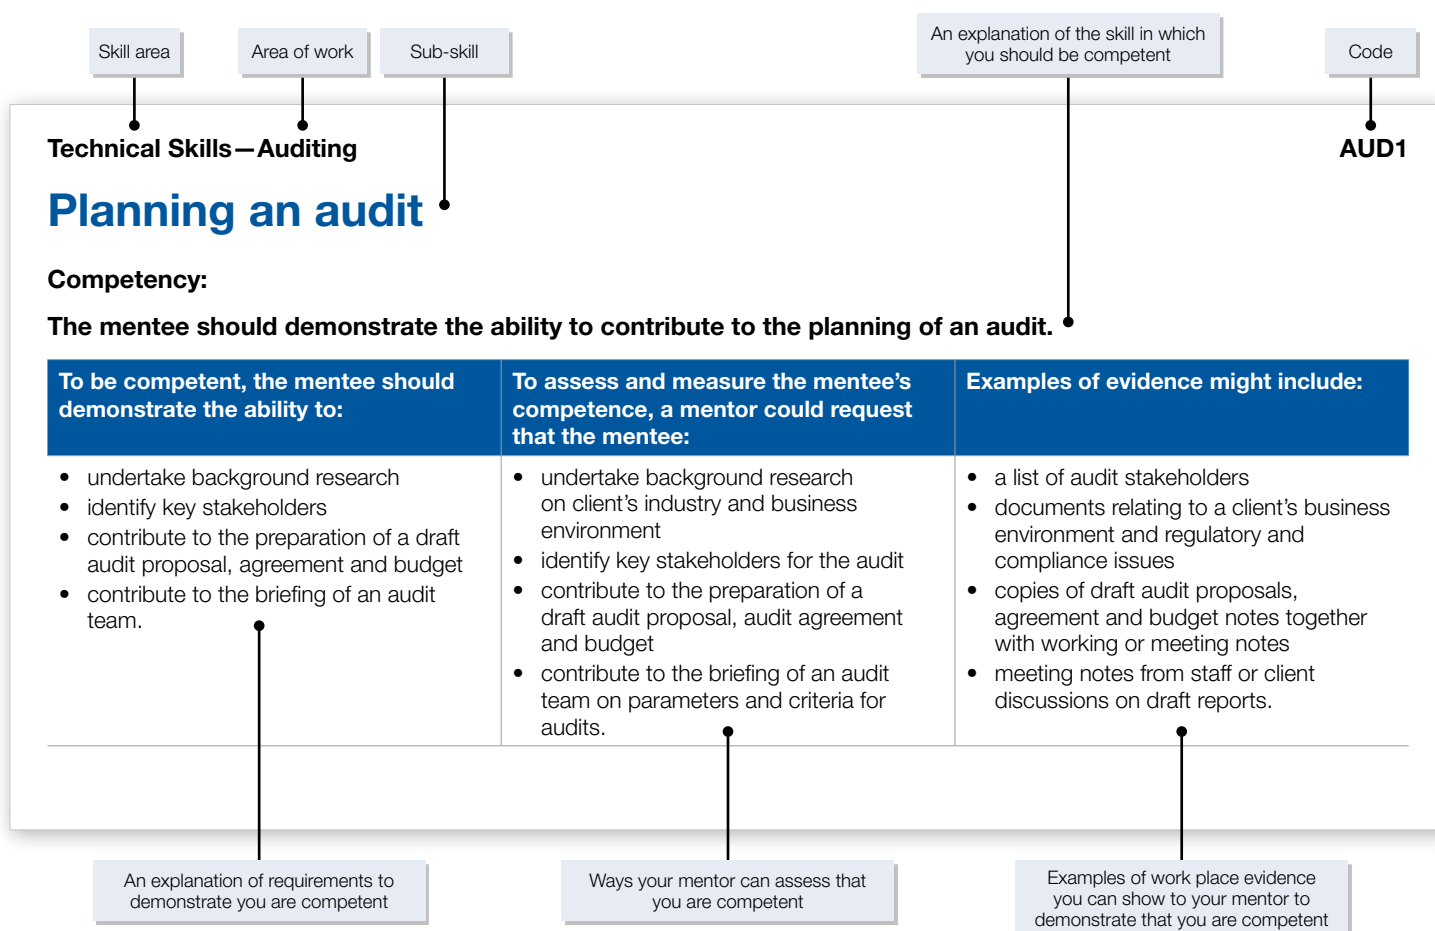 Skill area
Area of work
Sub-skill
An explanation of the skill in which
you should be competent
Code
Technical Skills—Auditing
AUD1
Planning an audit
Competency:
The mentee should demonstrate the ability to contribute to the planning of an audit.
To be competent, the mentee should
demonstrate the ability to:
• undertake background research
• identify key stakeholders
• contribute to the preparation of a draft
audit proposal, agreement and budget
• contribute to the briefing of an audit
team.
To assess and measure the mentee’s
competence, a mentor could request
that the mentee:
• undertake background research
on client’s industry and business
environment
• identify key stakeholders for the audit
• contribute to the preparation of a
draft audit proposal, audit agreement
and budget
• contribute to the briefing of an audit
team on parameters and criteria for
audits.
Examples of evidence might include:
• a list of audit stakeholders
• documents relating to a client’s business
environment and regulatory and
compliance issues
• copies of draft audit proposals,
agreement and budget notes together
with working or meeting notes
• meeting notes from staff or client
discussions on draft reports.
An explanation of requirements to
demonstrate you are competent
Ways your mentor can assess that
you are competent
Examples of work place evidence
you can show to your mentor to
demonstrate that you are competent